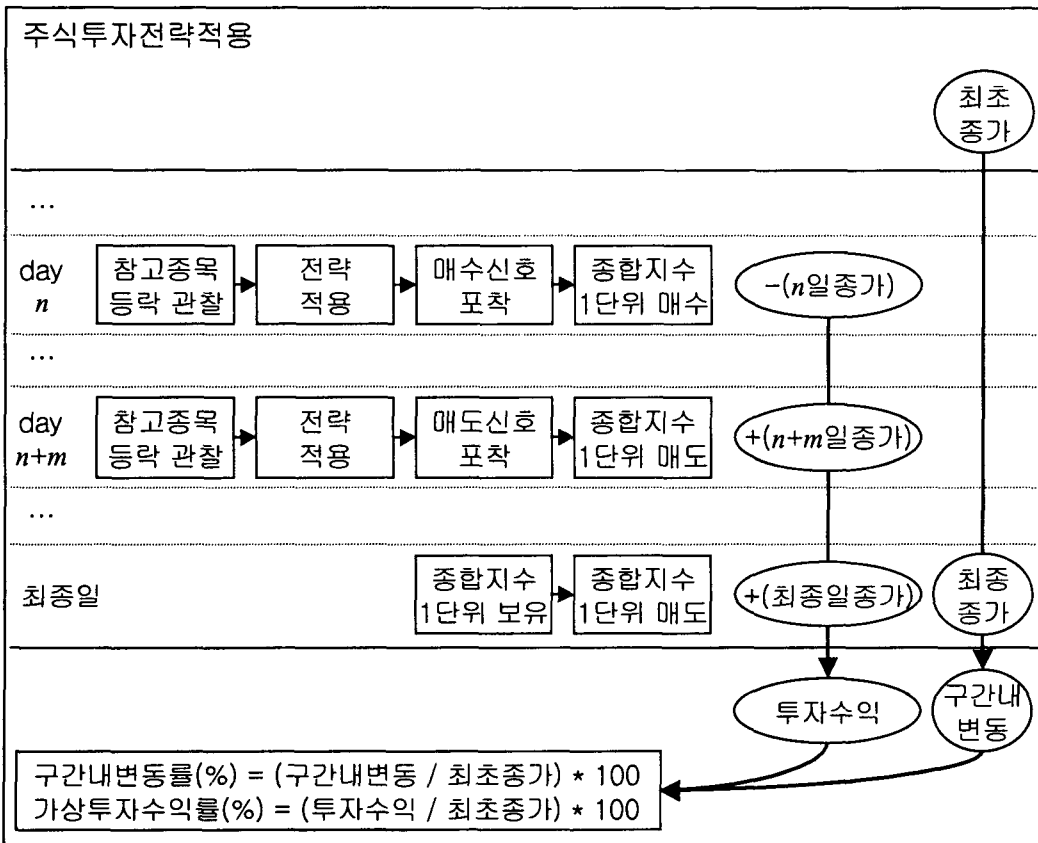 주식투자전략적용
최초
종가
...
day
n
참고종목
등락 관찰
전략
적용
매수신호
포착
종합지수
1단위 매수
−(n일종가)
...
day
n+m
참고종목
등락 관찰
전략
적용
매도신호
포착
종합지수
1단위 매도
+(n+m일종가)
...
최종일
종합지수
1단위 보유
종합지수
1단위 매도
+(최종일종가)
최종
종가
투자수익
구간내
변동
구간내변동률(%) = (구간내변동 / 최초종가) * 100
가상투자수익률(%) = (투자수익 / 최초종가) * 100